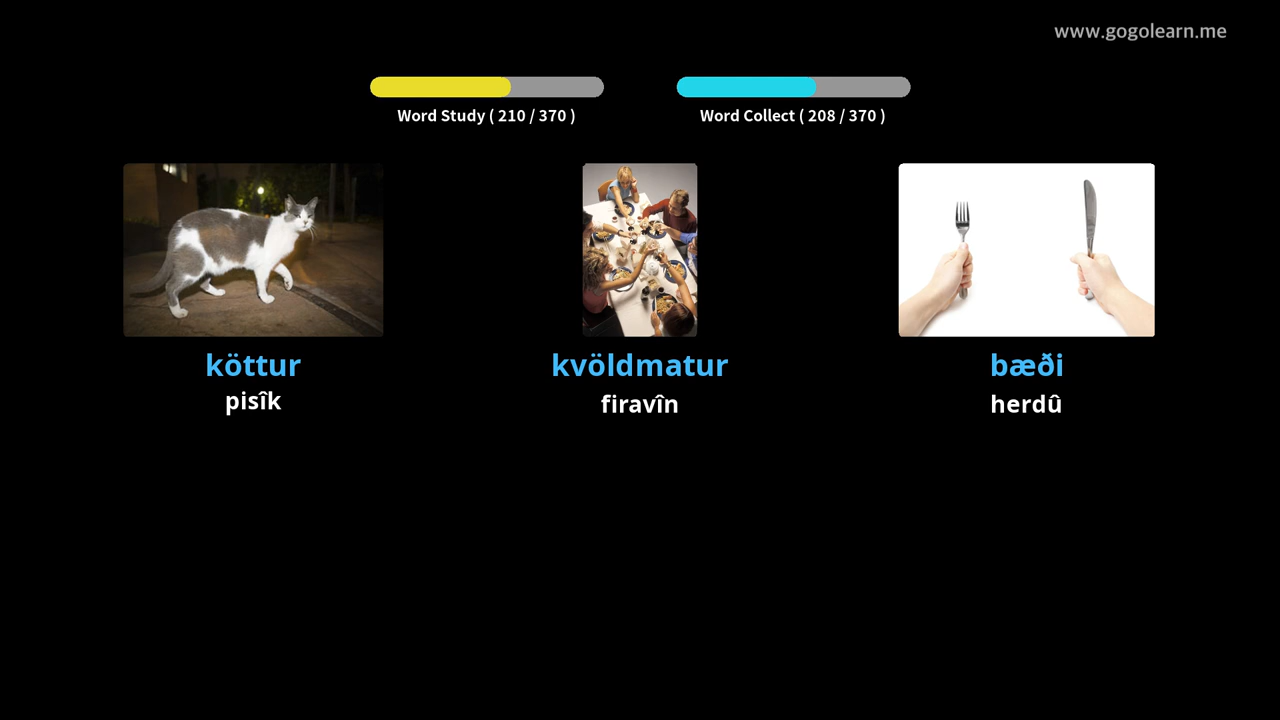 www.gogolearn.me
Word Study ( 210 / 370 )
Word Collect ( 208 / 370 )
köttur
pisîk
kvöldmatur
firavîn
bæði
herdû